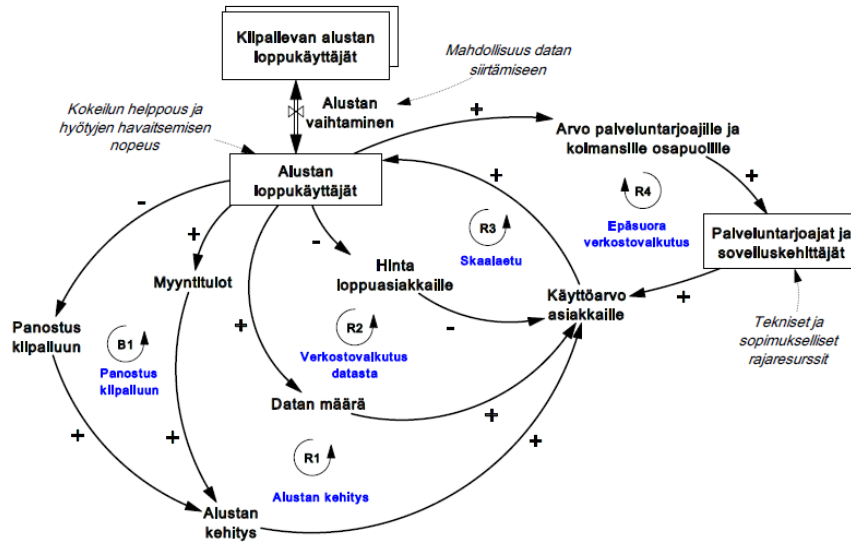 Kilpailevan alustan
loppukäyttäjät
Mahdollisuus datan
siirtämiseen
Kokeilun helppous ja
hyötyjen havaitsemisen
nopeus
Alustan
vaihtaminen
+
Arvo palveluntarjoajille ja
kolmansille osapuolille
Alustan
loppukäyttäjät
+
+
-
+
-
R3
Skaalaetu
R4
Epäsuora
verkostovaikutus
Palveluntarjoajat ja
sovelluskehittäjät
Myyntitulot
Hinta
loppuasiakkaille
Käyttöarvo
asiakkaille
+
Panostus
kilpailuun
B1
Panostus
kilpailuun
+
R2
Verkostovaikutus
datasta
-
Tekniset ja
sopimukselliset
rajaresurssit
Datan määrä
+
+
+
R1
Alustan kehitys
+
Alustan
kehitys